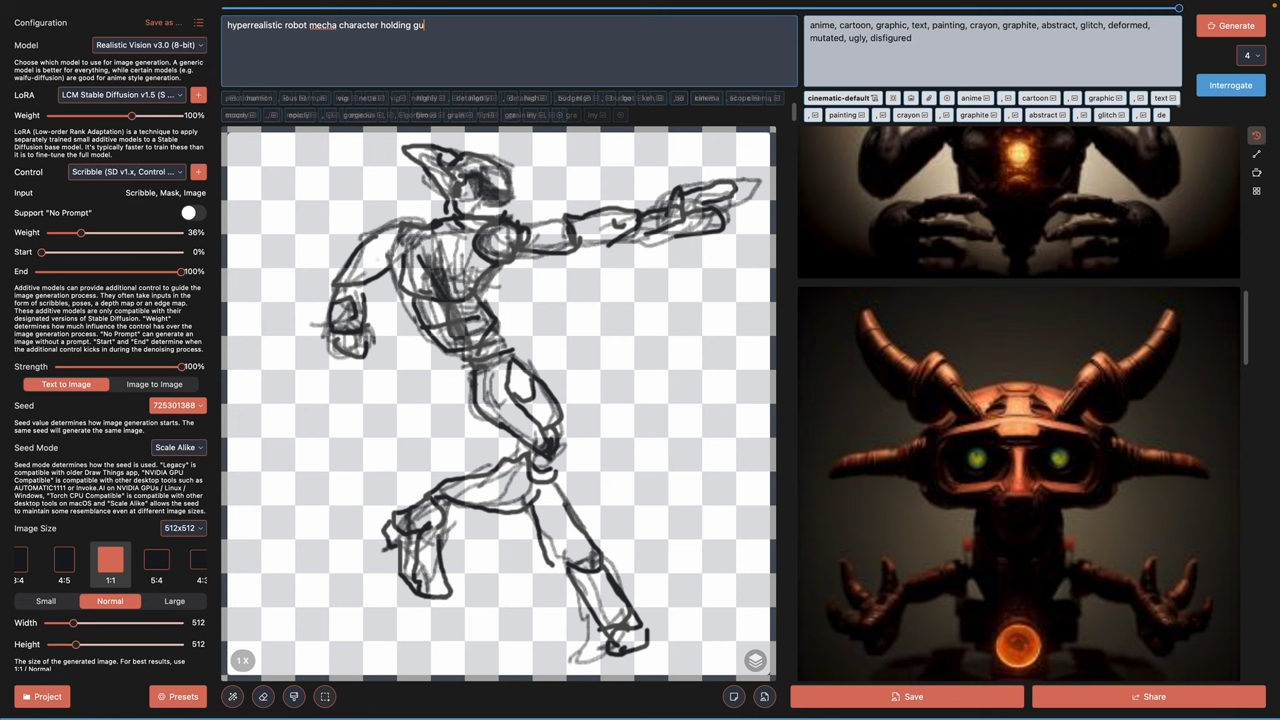 Configuration
Save as ...
Model
Realistic Vision v3.0 (8-bit)
Choose which model to use for image generation. A generic
model is better for everything, while certain models (e.g.
waifu-diffusion) are good for anime style generation.
LoRA
LCM Stable Diffusion v1.5 (S ...
Weight
100%
LoRA (Low-order Rank Adaptation) is a technique to apply
separately trained small additive models to Stable
Diffusion base model. It's typically faster to train these than
it is to fine-tune the full model.
Control
Scribble (SD v1.x, Control ...
Input
Scribble, Mask, Image
Support "No Prompt"
Weight
36%
Start
0%
End
100%
Additive models can provide additional control to guide the
image generation process. They often take inputs in the
form of scribbles, poses, a depth map or an edge map.
These additive models are only compatible with their
designated versions of Stable Diffusion. "Weight"
determines how much influence the control has over the
image generation process. "No Prompt" can generate an
image without a prompt. "Start" and "End" determine when
the additional control kicks in during the denoising process.
Strength
100%
Text to Image
Image to Image
Seed
725301388
Seed value determines how image generation starts. The
same seed will generate the same image.
Seed Mode
Scale Alike
Seed mode determines how the seed is used. "Legacy" is
compatible with older Draw Things app, "NVIDIA GPU
Compatible" is compatible with other desktop tools such as
AUTOMATIC1111 or Invoke.AI on NVIDIA GPUs / Linux /
Windows, "Torch CPU Compatible" is compatible with other
desktop tools on macOS and "Scale Alike" allows the seed
to maintain some resemblance even at different image sizes.
Image Size
512x512
3:4
4:5
1:1
5:4
4:3
Small
Normal
Large
Width
512
Height
512
The size of the generated image. For best results, use
1:1 / Normal
Project
Presets
hyperrealistic robot mecha character holding gu
1 X
anime, cartoon, graphic, text, painting, crayon, graphite, abstract, glitch, deformed,
mutated, ugly, disfigured
cinematic-default
anime
,
cartoon
,
graphic
,
text
,
painting
,
crayon
,
graphite
,
abstract
,
glitch
,
de
Generate
4
Interrogate
Save
Share